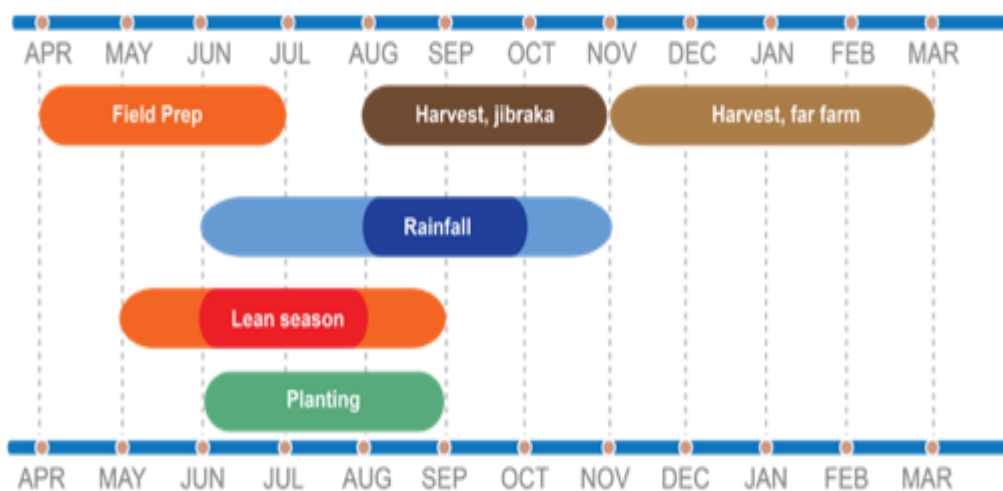 APR MAY JUN JUL AUG SEP OCT NOV DEC JAN FEB MAR
Field Prep Harvest, jibraka Harvest, far farm
Rainfall
Lean season
Planting
APR MAY JUN JUL AUG SEP OCT NOV DEC JAN FEB MAR